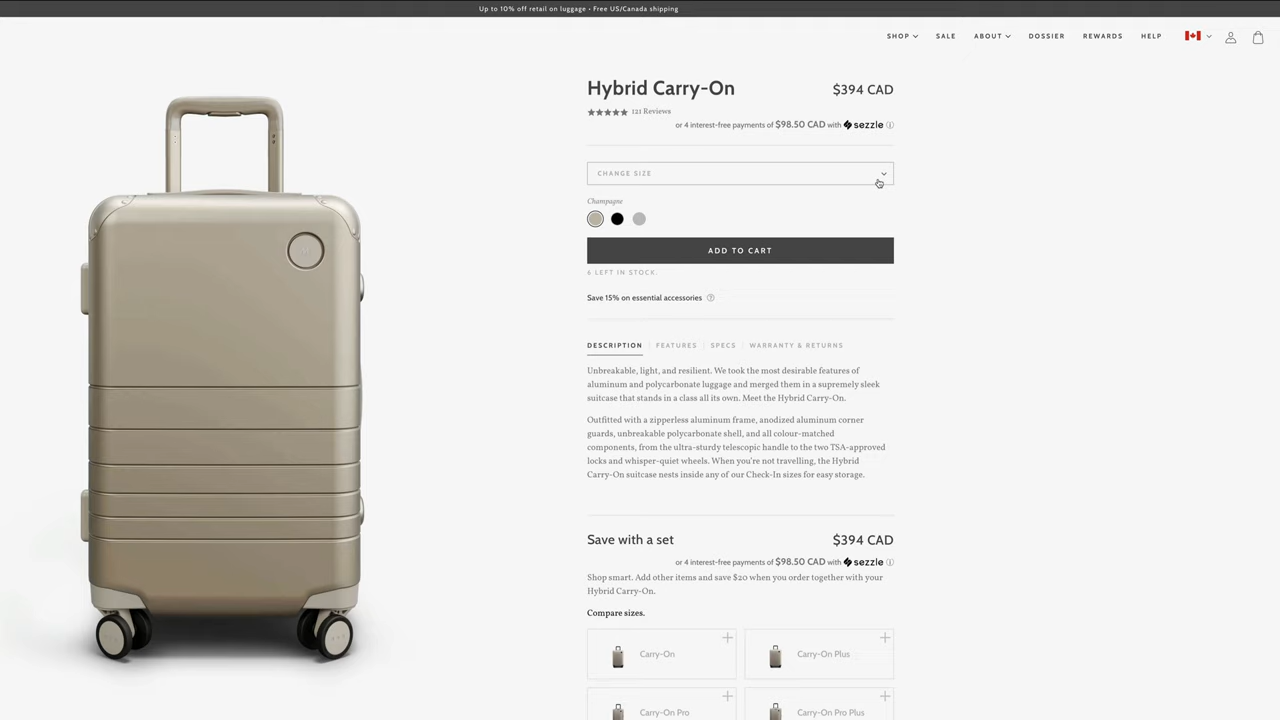 Up to 10% off retail on luggage • Free US/Canada shipping
SHOP SALE ABOUT DOSSIER REWARDS HELP
Hybrid Carry-On $394 CAD
121 Reviews
or 4 interest-free payments of $98.50 CAD with sezzle
CHANGE SIZE
Champagne
ADD TO CART
6 LEFT IN STOCK.
Save 15% on essential accessories
DESCRIPTION FEATURES SPECS WARRANTY & RETURNS
Unbreakable, light, and resilient. We took the most desirable features of
aluminum and polycarbonate luggage and merged them in a supremely sleek
suitcase that stands in a class all its own. Meet the Hybrid Carry-On.
Outfitted with a zipperless aluminum frame, anodized aluminum corner
guards, unbreakable polycarbonate shell, and all colour-matched
components, from the ultra-sturdy telescopic handle to the two TSA-approved
locks and whisper-quiet wheels. When you're not travelling, the Hybrid
Carry-On suitcase nests inside any of our Check-In sizes for easy storage.
Save with a set $394 CAD
or 4 interest-free payments of $98.50 CAD with sezzle
Shop smart. Add other items and save $20 when you order together with your
Hybrid Carry-On.
Compare sizes.
Carry-On Carry-On Plus
Carry-On Pro Carry-On Pro Plus